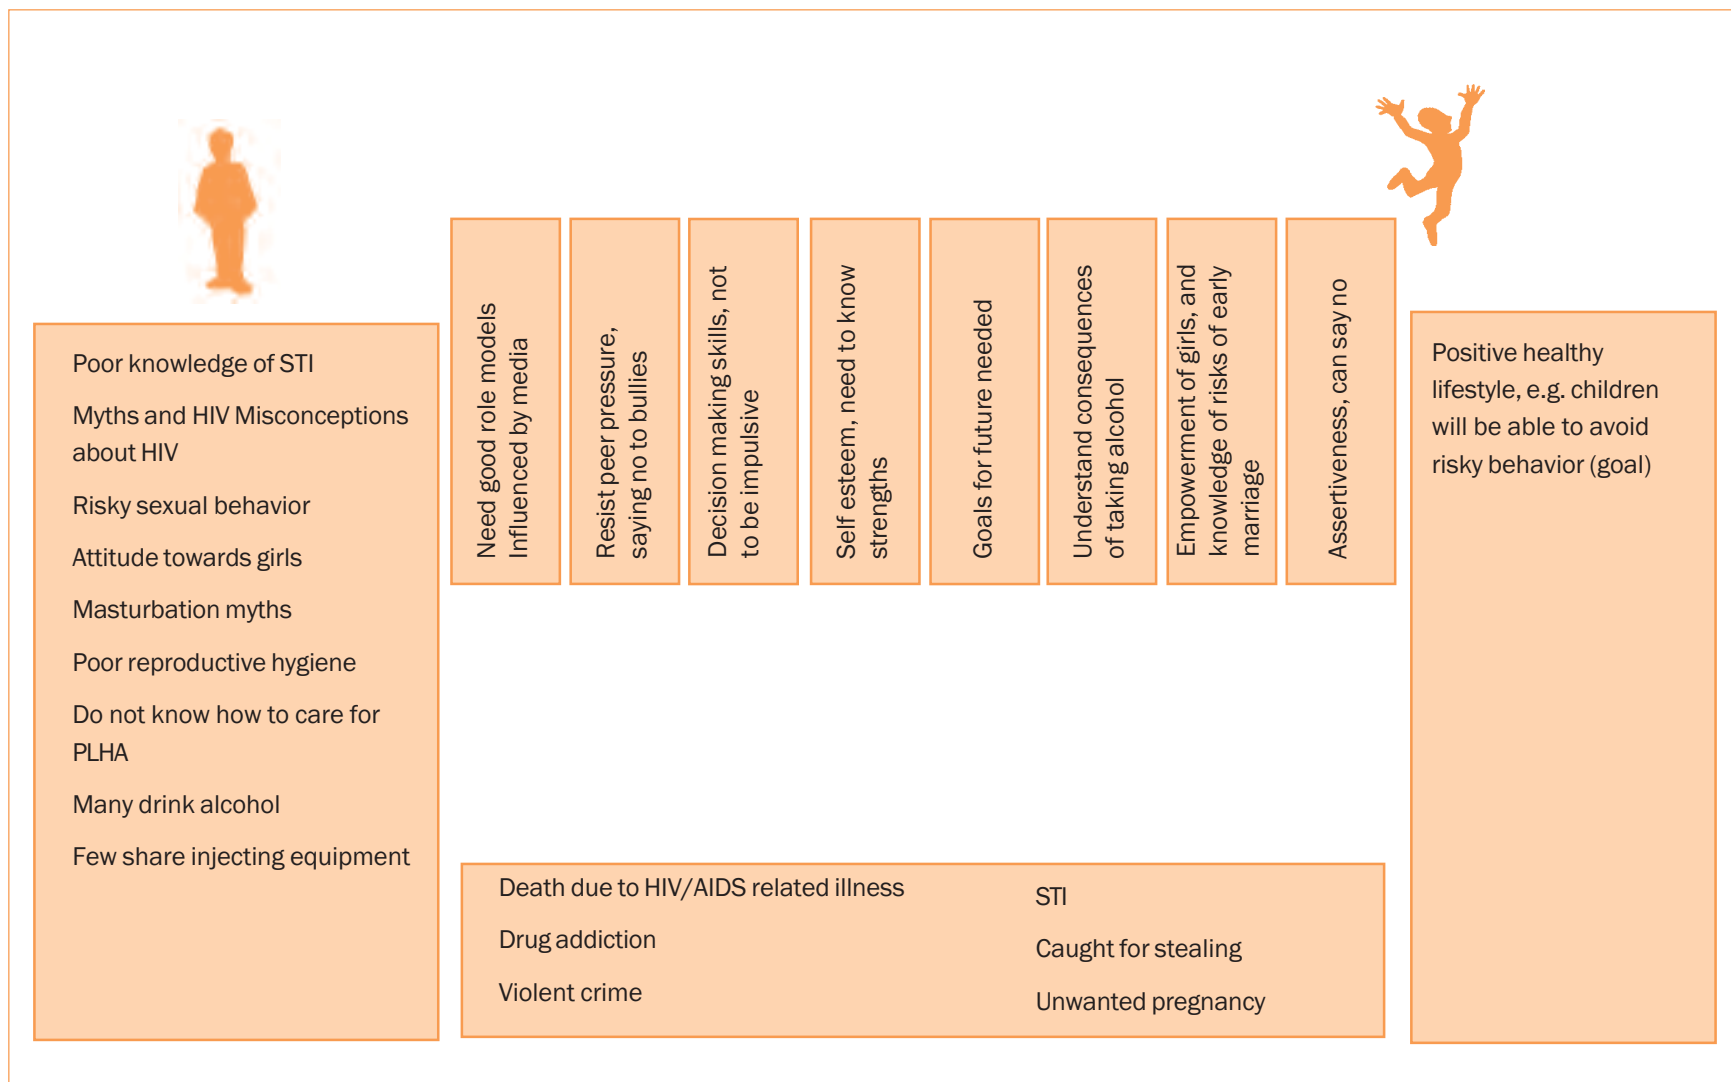 Poor knowledge of STI
Myths and HIV Misconceptions
about HIV
Risky sexual behavior
Attitude towards girls
Masturbation myths
Poor reproductive hygiene
Do not know how to care for
PLHA
Many drink alcohol
Few share injecting equipment
Need good role models
Influenced by media
Resist peer pressure,
saying no to bullies
Decision making skills, not
to be impulsive
Self esteem, need to know
strengths
Goals for future needed
Understand consequences
of taking alcohol
Empowerment of girls, and
knowledge of risks of early
marriage
Assertiveness, can say no
Positive healthy
lifestyle, e.g. children
will be able to avoid
risky behavior (goal)
Death due to HIV/AIDS related illness
Drug addiction
Violent crime
STI
Caught for stealing
Unwanted pregnancy